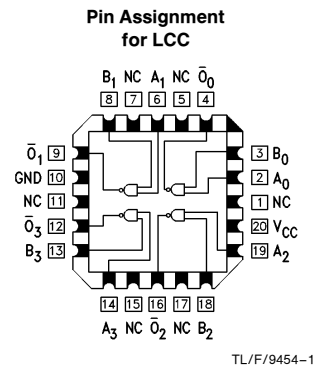 Pin Assignment
for LCC
B1 NC A1 NC Ō0
8 7 6 5 4
Ō1 9
3 B0
GND 10
2 A0
NC 11
1 NC
Ō3 12
20 VCC
B3 13
19 A2
14 15 16 17 18
A3 NC Ō2 NC B2
TL/F/9454–1